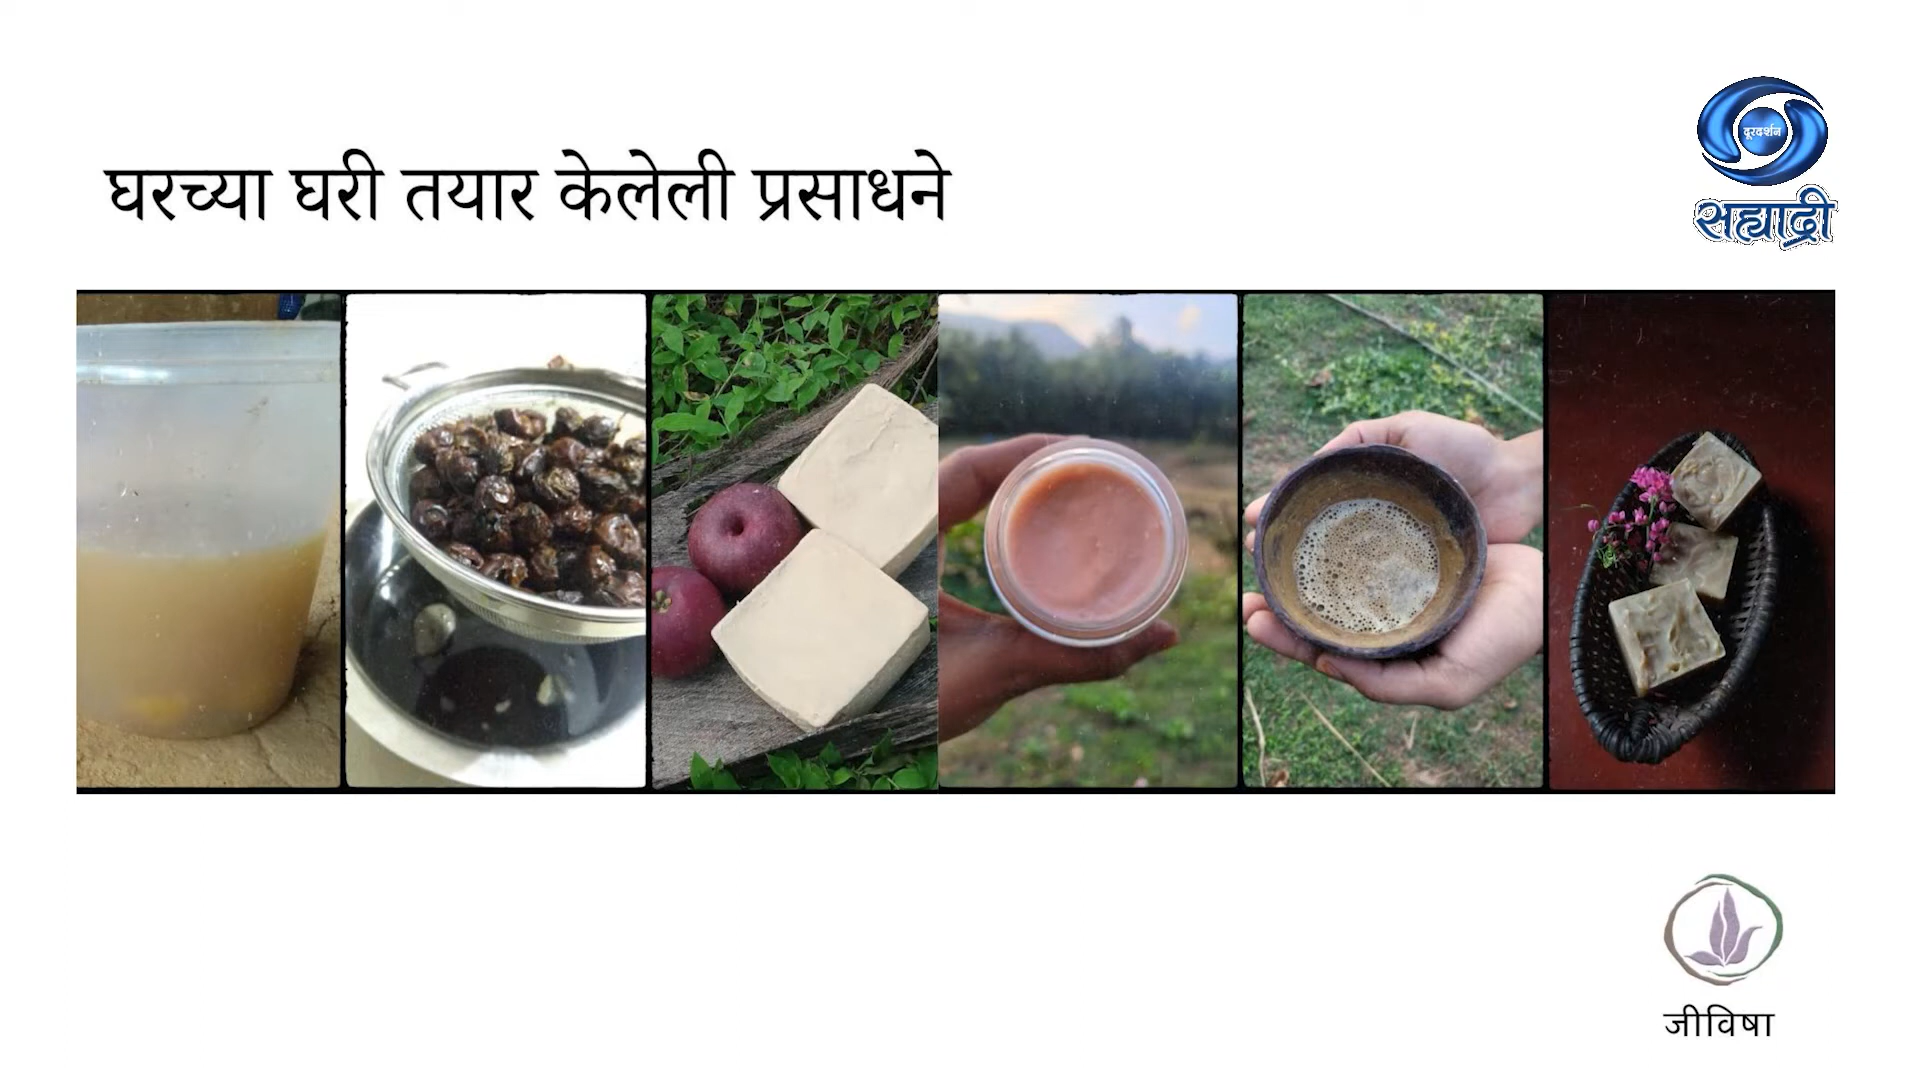 घरच्या घरी तयार केलेली प्रसाधने
दूरदर्शन
सह्याद्री
जीविषा